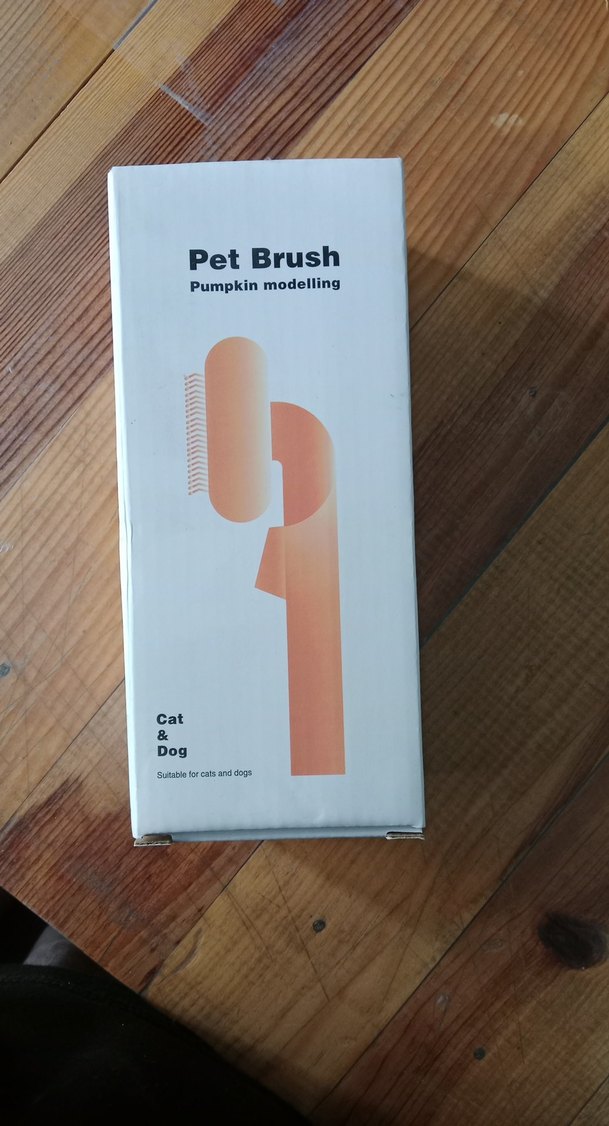 Pet Brush
Pumpkin modelling
Cat
&
Dog
Suitable for cats and dogs